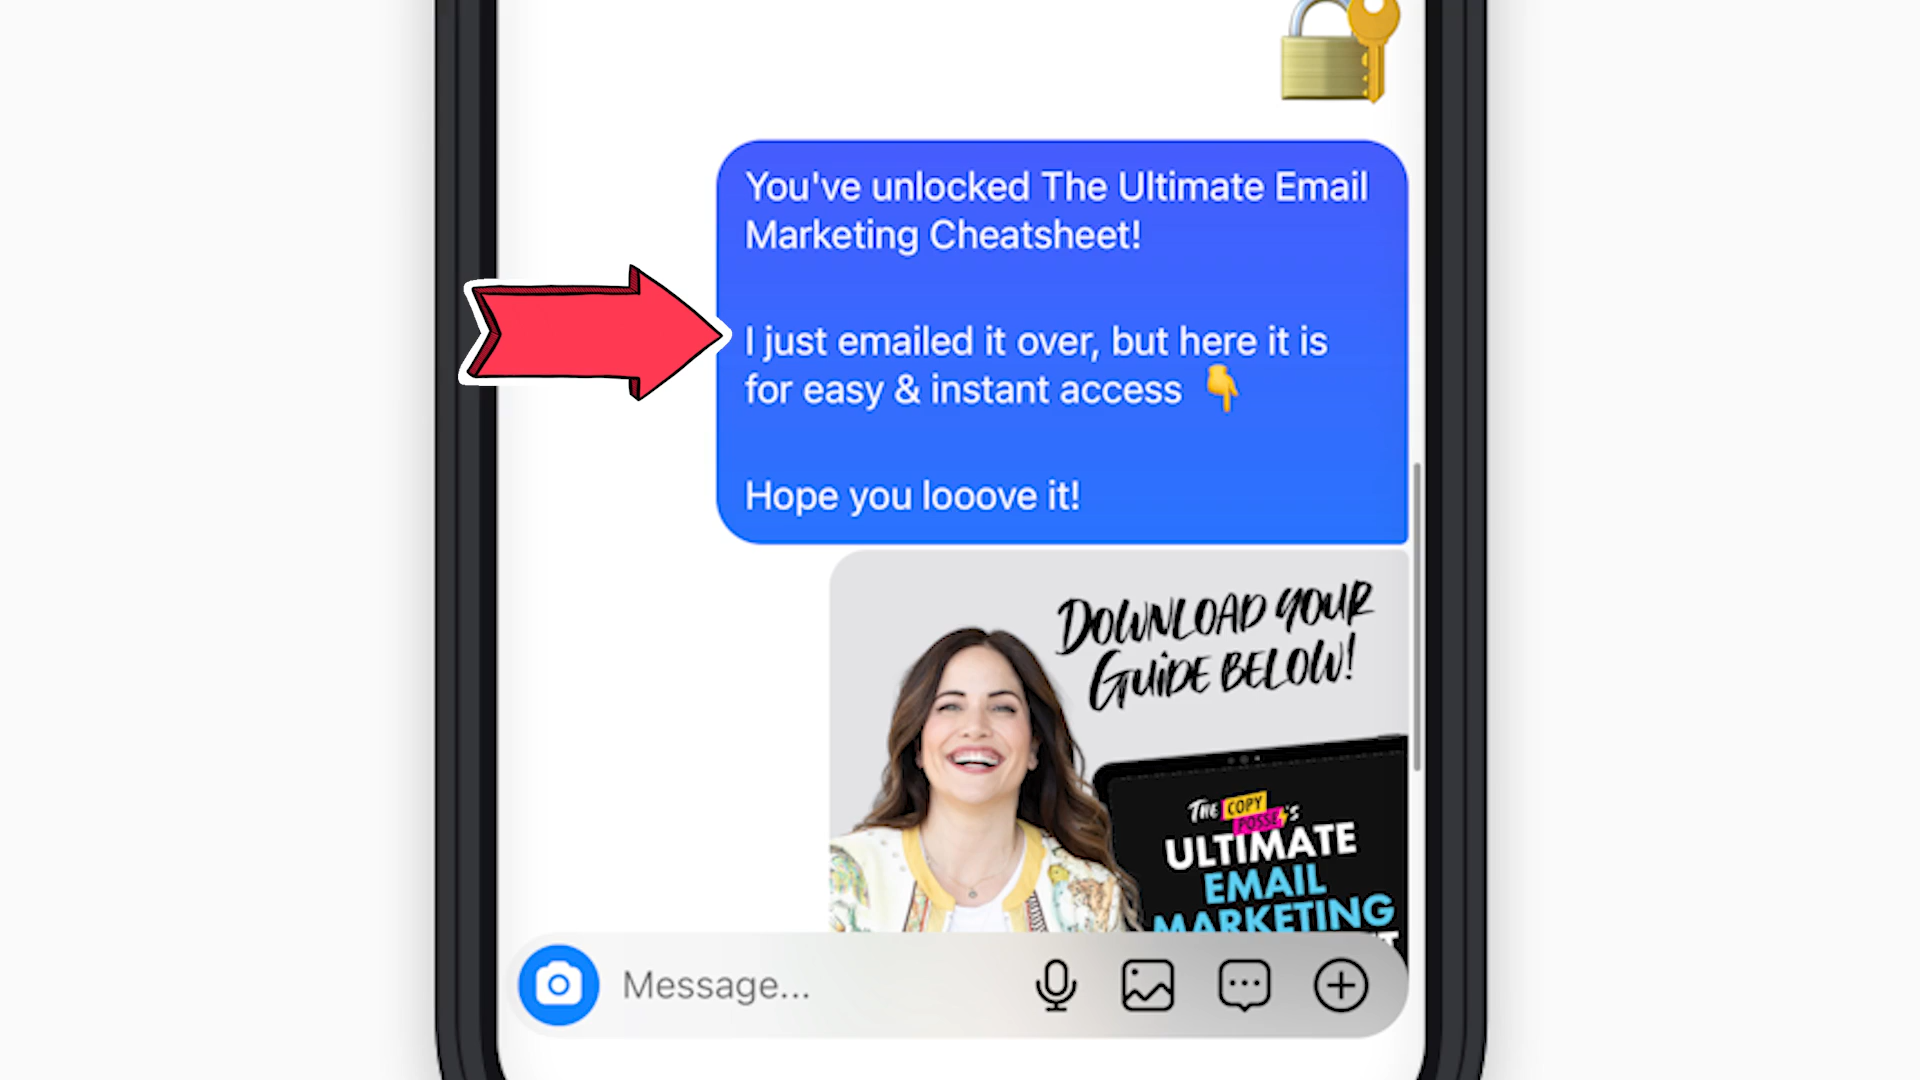 You've unlocked The Ultimate Email
Marketing Cheatsheet!
I just emailed it over, but here it is
for easy & instant access 👇
Hope you looove it!
DOWNLOAD YOUR
GUIDE BELOW!
THE COPY
POSSE'S
ULTIMATE
EMAIL
MARKETING
Message...